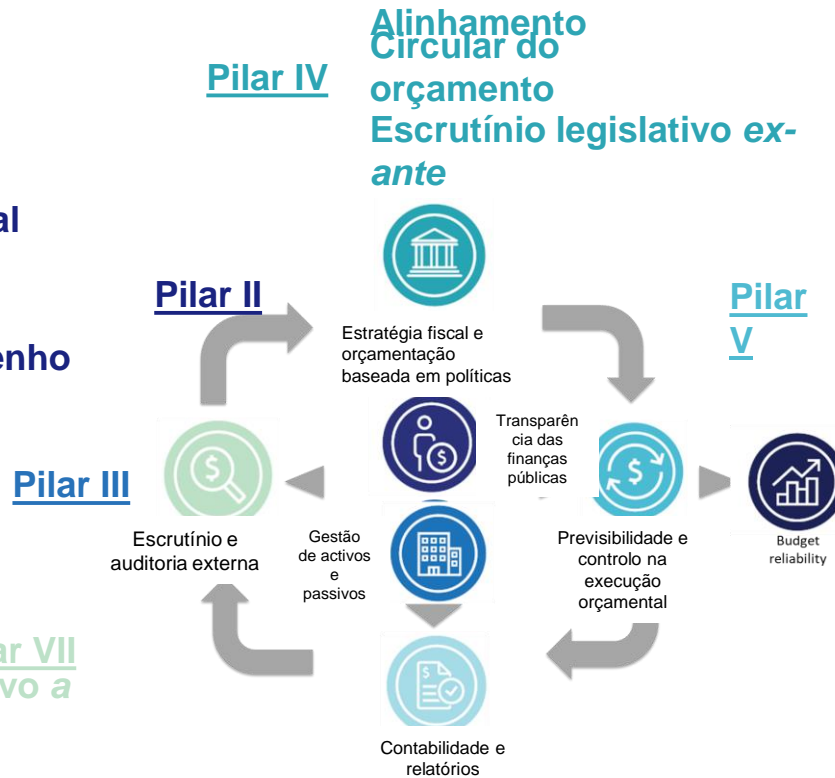 Alinhamento
Circular do
orçamento
Escrutínio legislativo ex-
ante
Pilar IV
al
Pilar II
Pilar
V
Estratégia fiscal e
orçamentação
baseada em políticas
enho
Transparên
cia das
finanças
públicas
Pilar III
Escrutínio e
auditoria externa
Gestão
de activos
e
passivos
Previsibilidade e
controlo na
execução
orçamental
Budget
reliability
ar VII
vo a
Contabilidade e
relatórios